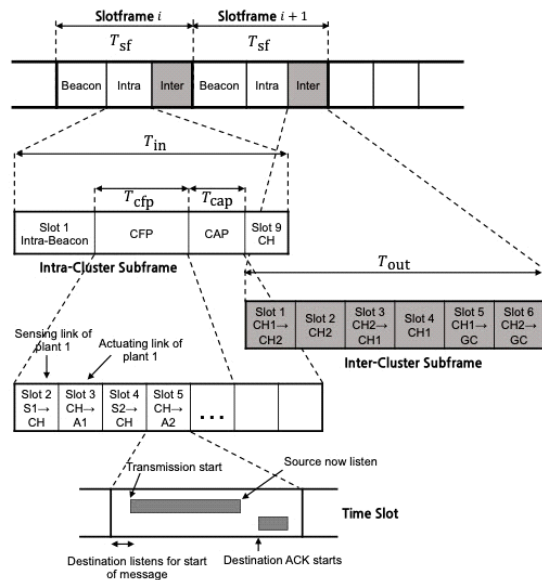 Slotframe i
Slotframe i + 1
T_sf
T_sf
Beacon
Intra
Inter
Beacon
Intra
Inter
T_in
T_cfp
T_cap
Slot 1
Intra-Beacon
CFP
CAP
Slot 9
CH
Intra-Cluster Subframe
T_out
Slot 1
CH1→
CH2
Slot 2
CH2
Slot 3
CH2→
CH1
Slot 4
CH1
Slot 5
CH1→
GC
Slot 6
CH2→
GC
Inter-Cluster Subframe
Sensing link of
plant 1
Actuating link of
plant 1
Slot 2
S1→
CH
Slot 3
CH→
A1
Slot 4
S2→
CH
Slot 5
CH→
A2
...
Transmission start
Source now listen
Time Slot
Destination listens for start
of message
Destination ACK starts